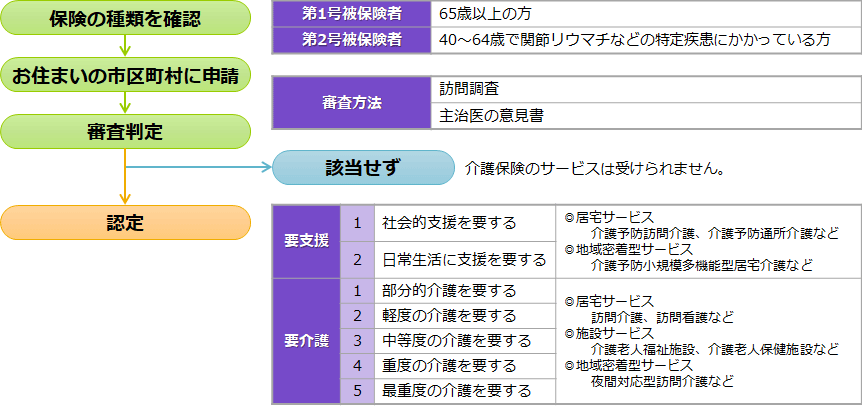 保険の種類を確認
お住まいの市区町村に申請
審査判定
認定
第1号被保険者
65歳以上の方
第2号被保険者
40～64歳で関節リウマチなどの特定疾患にかかっている方
審査方法
訪問調査
主治医の意見書
該当せず
介護保険のサービスは受けられません。
要支援
1
社会的支援を要する
2
日常生活に支援を要する
◎居宅サービス
介護予防訪問介護、介護予防通所介護など
◎地域密着型サービス
介護予防小規模多機能型居宅介護など
要介護
1
部分的介護を要する
2
軽度の介護を要する
3
中等度の介護を要する
4
重度の介護を要する
5
最重度の介護を要する
◎居宅サービス
訪問介護、訪問看護など
◎施設サービス
介護老人福祉施設、介護老人保健施設など
◎地域密着型サービス
夜間対応型訪問介護など